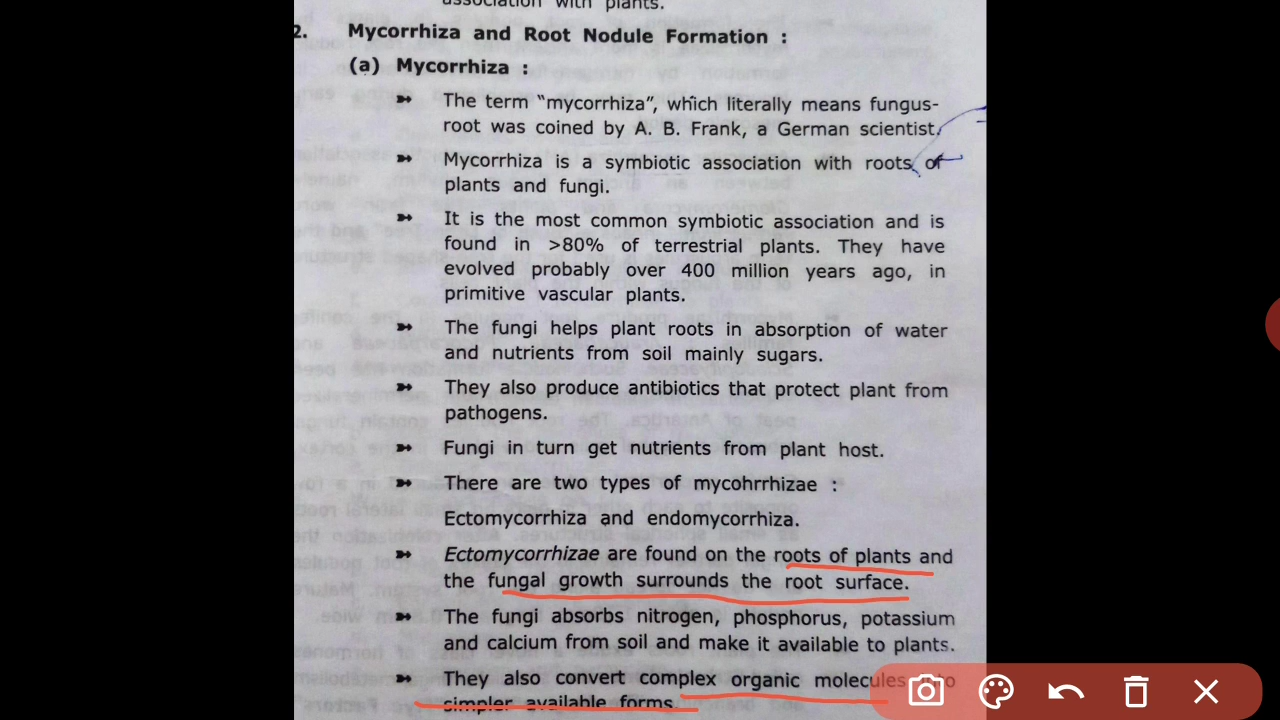 association with plants.
2. Mycorrhiza and Root Nodule Formation :
(a) Mycorrhiza :
➳ The term “mycorrhiza”, which literally means fungus-
root was coined by A. B. Frank, a German scientist.
➳ Mycorrhiza is a symbiotic association with roots of
plants and fungi.
➳ It is the most common symbiotic association and is
found in >80% of terrestrial plants. They have
evolved probably over 400 million years ago, in
primitive vascular plants.
➳ The fungi helps plant roots in absorption of water
and nutrients from soil mainly sugars.
➳ They also produce antibiotics that protect plant from
pathogens.
➳ Fungi in turn get nutrients from plant host.
➳ There are two types of mycohrrhizae :
Ectomycorrhiza and endomycorrhiza.
➳ Ectomycorrhizae are found on the roots of plants and
the fungal growth surrounds the root surface.
➳ The fungi absorbs nitrogen, phosphorus, potassium
and calcium from soil and make it available to plants.
➳ They also convert complex organic molecules into
simpler available forms.